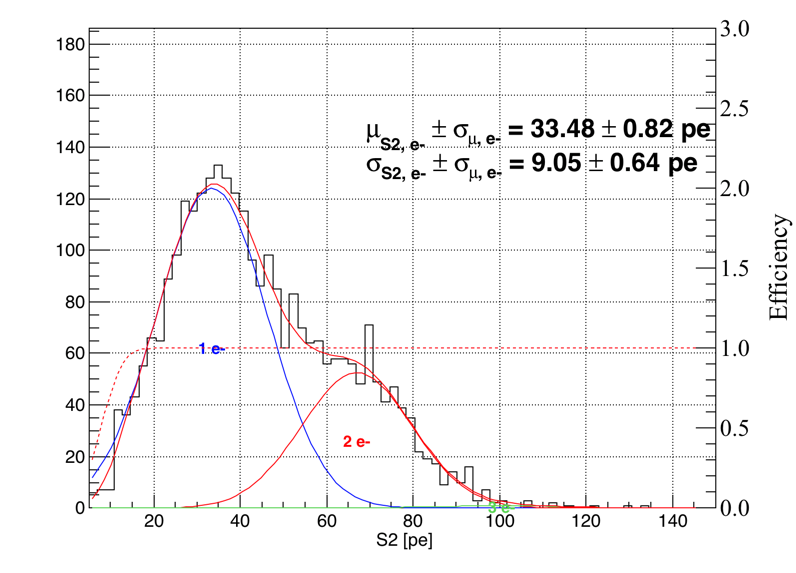 μS2, e- ± σμ, e- = 33.48 ± 0.82 pe
σS2, e- ± σμ, e- = 9.05 ± 0.64 pe
180
160
140
120
100
80
60
40
20
0
3.0
2.5
2.0
1.5
1.0
0.5
0.0
Efficiency
1 e-
2 e-
3 e-
20 40 60 80 100 120 140
S2 [pe]